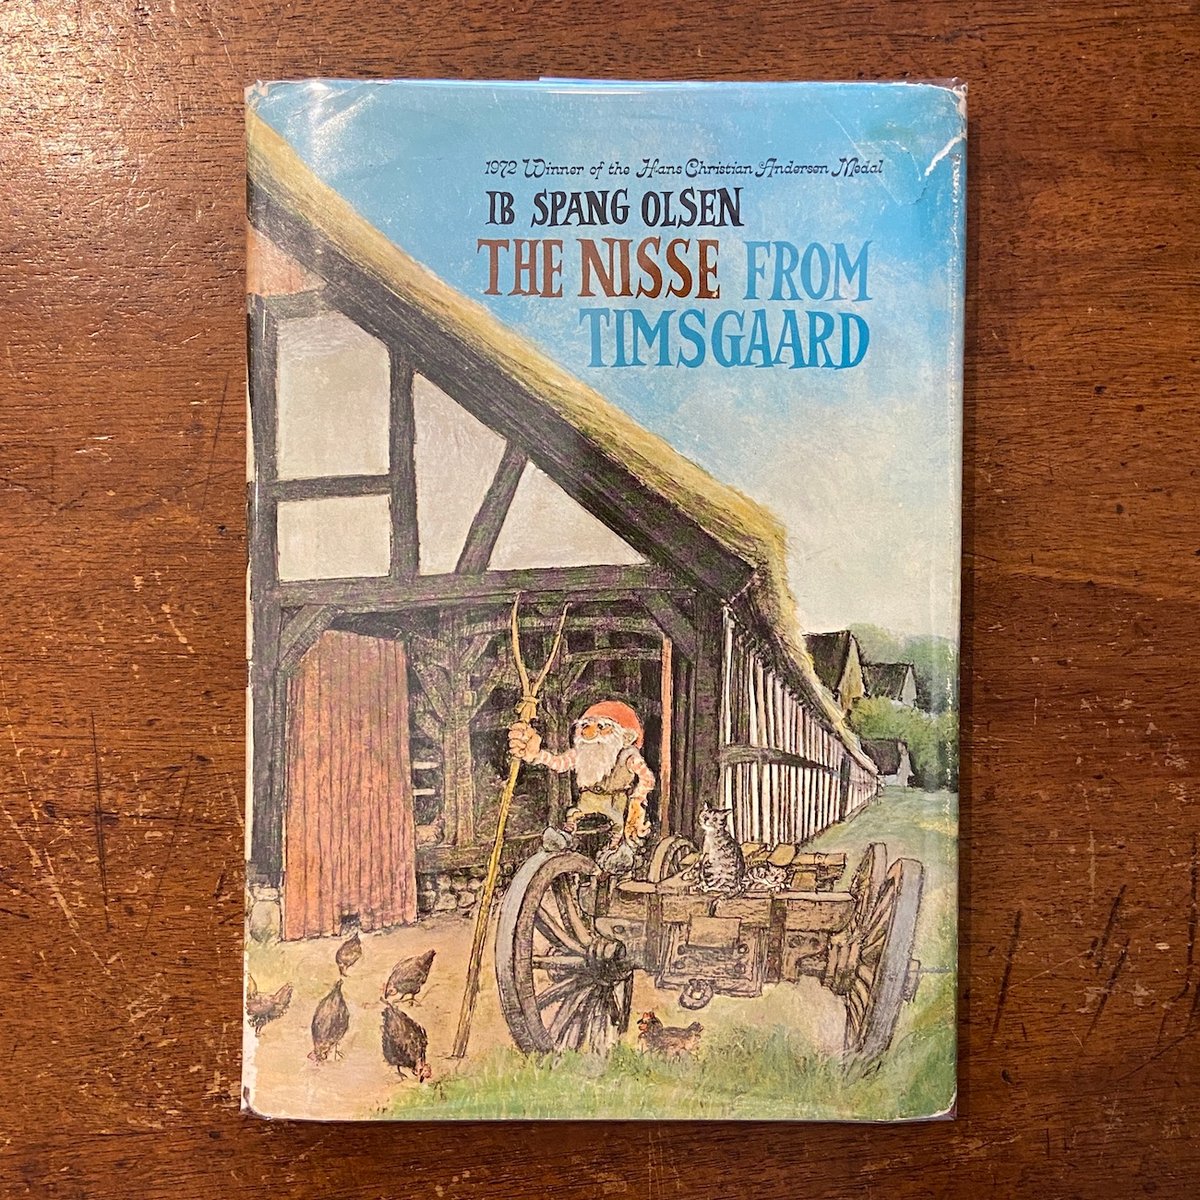 1972 Winner of the Hans Christian Andersen Medal
IB SPANG OLSEN
THE NISSE FROM
TIMSGAARD